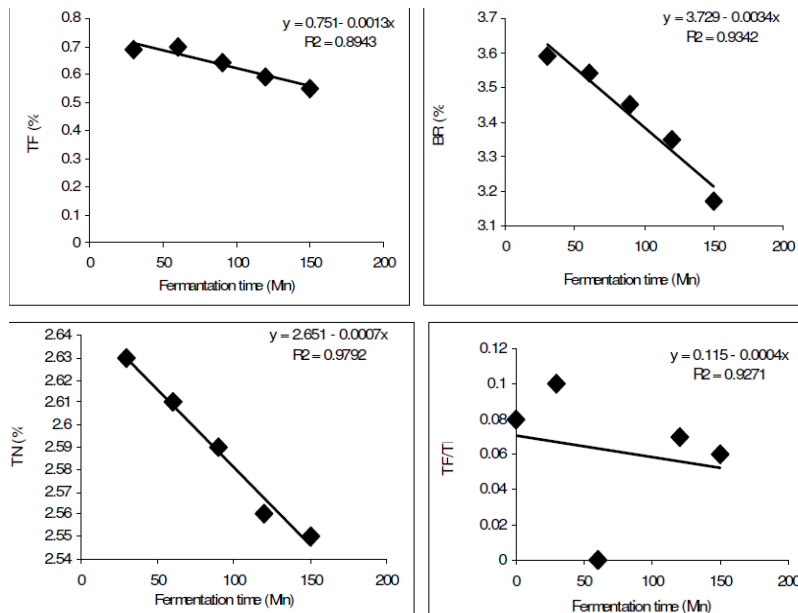 y = 0.751- 0.0013x
R2 = 0.8943
TF (%
0.8
0.7
0.6
0.5
0.4
0.3
0.2
0.1
0
0 50 100 150 200
Fermantation time (Min)
y = 3.729 - 0.0034x
R2 = 0.9342
BR (%
3.7
3.6
3.5
3.4
3.3
3.2
3.1
0 50 100 150 200
Fermentation time (Min)
y = 2.651 - 0.0007x
R2 = 0.9792
TN (%
2.64
2.63
2.62
2.61
2.6
2.59
2.58
2.57
2.56
2.55
2.54
0 50 100 150 200
Fermentation time (Min)
y = 0.115 - 0.0004x
R2 = 0.9271
TF/T
0.12
0.1
0.08
0.06
0.04
0.02
0
0 50 100 150 200
Fermentation time (Min)